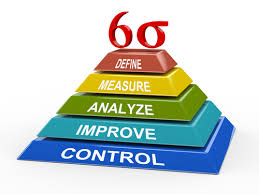 6σ
DEFINE
MEASURE
ANALYZE
IMPROVE
CONTROL